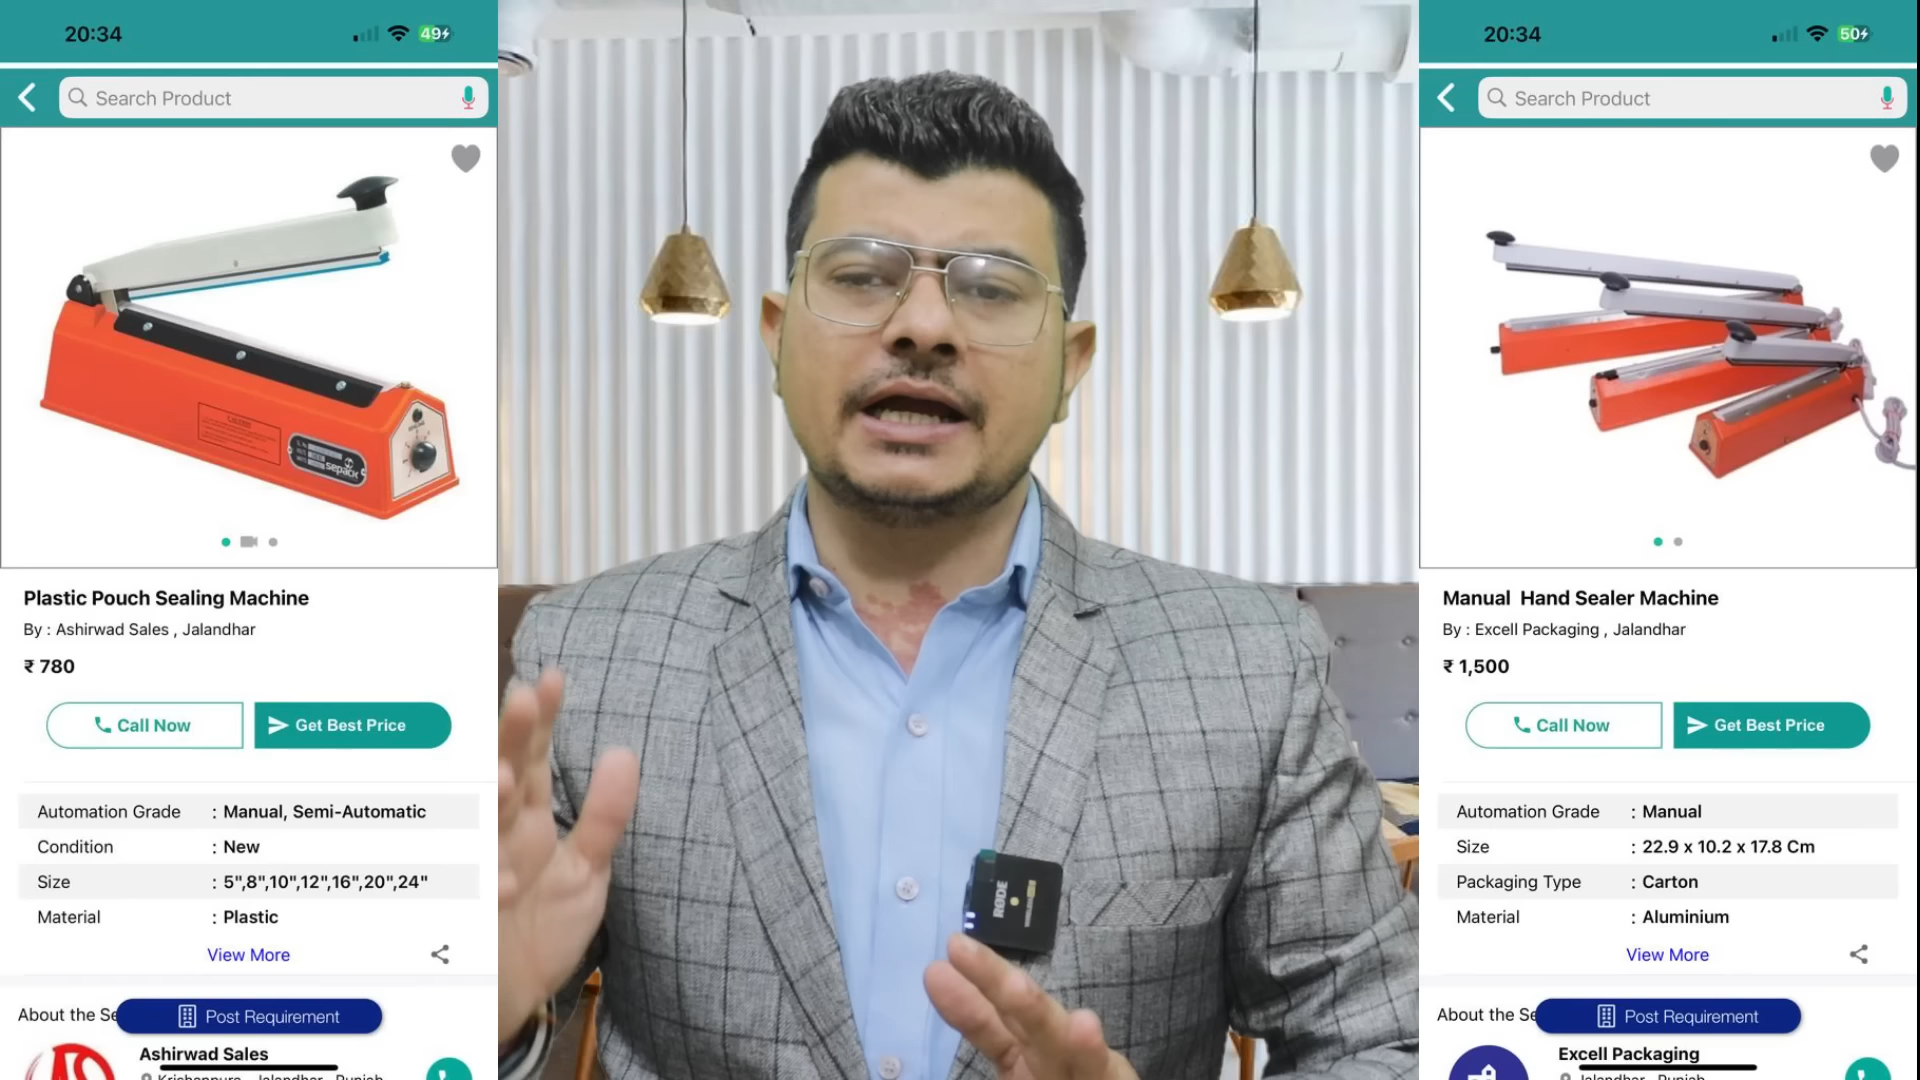 20:34
49
Search Product
sepack
Plastic Pouch Sealing Machine
By : Ashirwad Sales , Jalandhar
₹ 780
Call Now
Get Best Price
Automation Grade : Manual, Semi-Automatic
Condition : New
Size : 5",8",10",12",16",20",24"
Material : Plastic
View More
About the Se
Post Requirement
Ashirwad Sales
RØDE
20:34
50
Search Product
Manual Hand Sealer Machine
By : Excell Packaging , Jalandhar
₹ 1,500
Call Now
Get Best Price
Automation Grade : Manual
Size : 22.9 x 10.2 x 17.8 Cm
Packaging Type : Carton
Material : Aluminium
View More
About the Se
Post Requirement
Excell Packaging